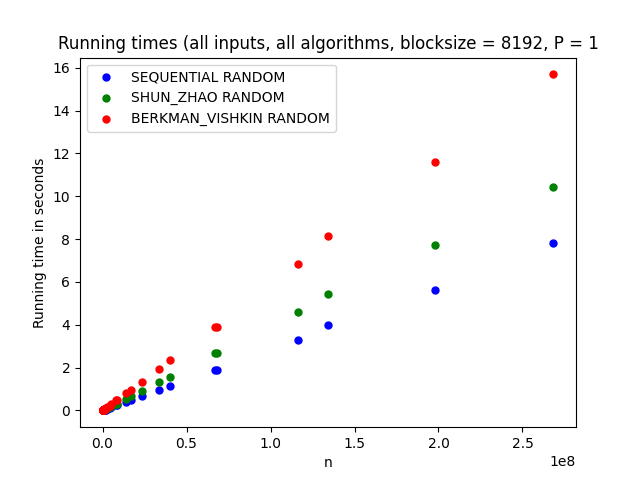 Running times (all inputs, all algorithms, blocksize = 8192, P = 1
SEQUENTIAL RANDOM
SHUN_ZHAO RANDOM
BERKMAN_VISHKIN RANDOM
Running time in seconds
16
14
12
10
8
6
4
2
0
0.0 0.5 1.0 1.5 2.0 2.5
1e8
n